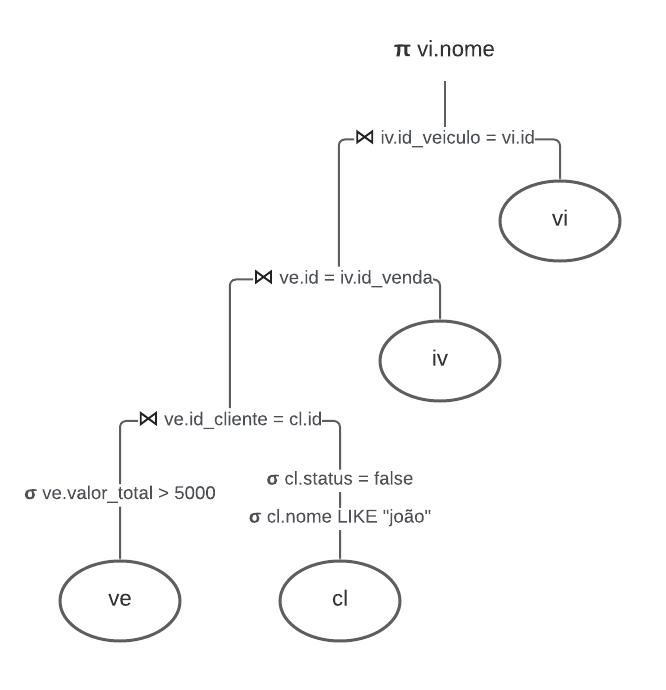 π vi.nome
⋈ iv.id_veiculo = vi.id
vi
⋈ ve.id = iv.id_venda
iv
⋈ ve.id_cliente = cl.id
σ cl.status = false
σ ve.valor_total > 5000
σ cl.nome LIKE "joão"
ve
cl